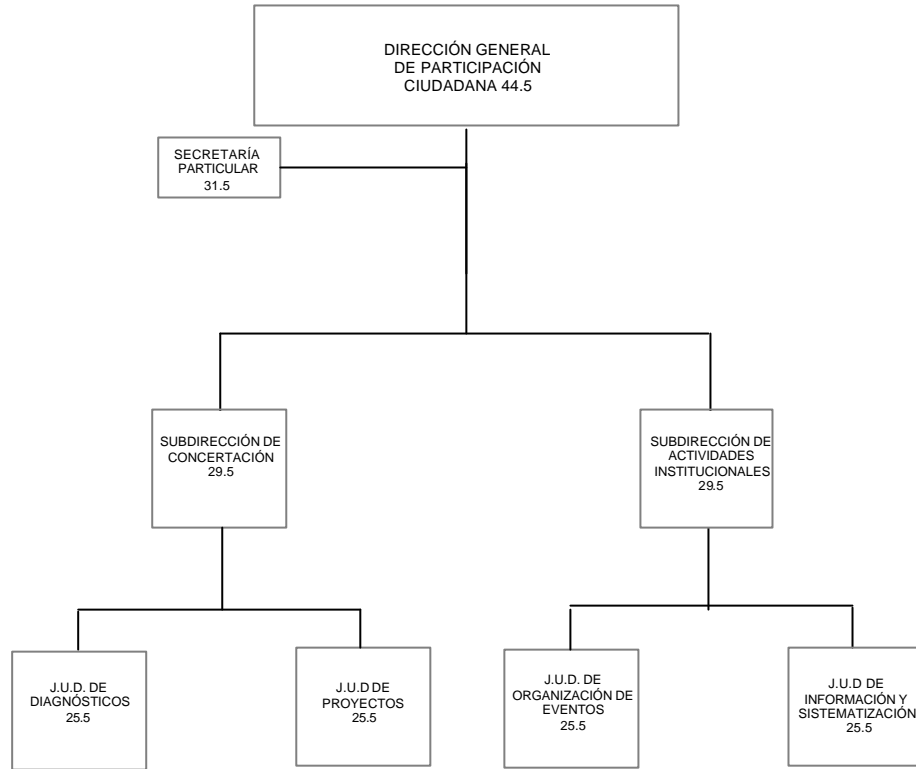 DIRECCIÓN GENERAL
DE PARTICIPACIÓN
CIUDADANA 44.5
SECRETARÍA
PARTICULAR
31.5
SUBDIRECCIÓN DE
CONCERTACIÓN
29.5
SUBDIRECCIÓN DE
ACTIVIDADES
INSTITUCIONALES
29.5
J.U.D. DE
DIAGNÓSTICOS
25.5
J.U.D DE
PROYECTOS
25.5
J.U.D. DE
ORGANIZACIÓN DE
EVENTOS
25.5
J.U.D DE
INFORMACIÓN Y
SISTEMATIZACIÓN
25.5